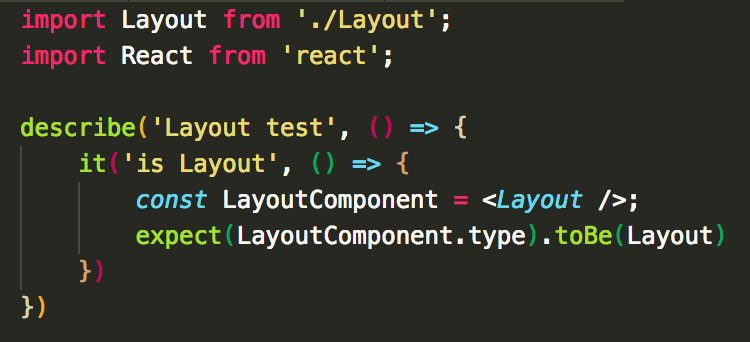 import Layout from './Layout';
import React from 'react';
describe('Layout test', () => {
it('is Layout', () => {
const LayoutComponent = <Layout />;
expect(LayoutComponent.type).toBe(Layout)
})
})